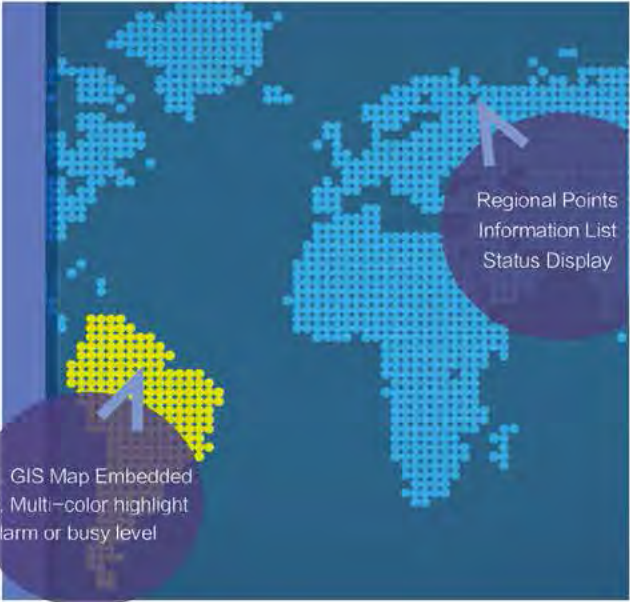 Regional Points
Information List
Status Display
GIS Map Embedded
. Multi-color highlight
larm or busy level